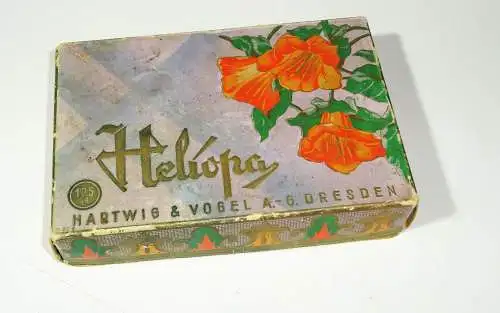 Heliopa
125
HARTWIG & VOGEL A.-G. DRESDEN